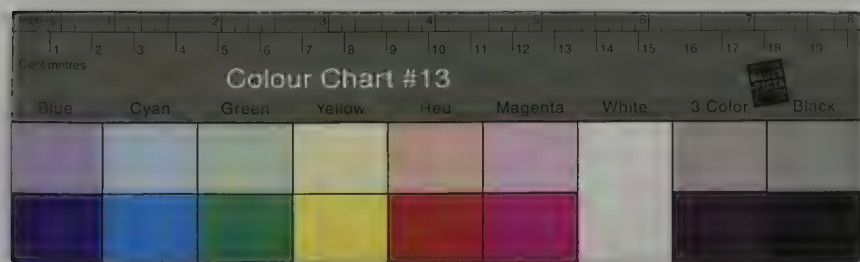 Inches 1 2 3 4 5 6 7 8
1 2 3 4 5 6 7 8 9 10 11 12 13 14 15 16 17 18 19
Centimetres
Colour Chart #13
Blue Cyan Green Yellow Red Magenta White 3 Color Black